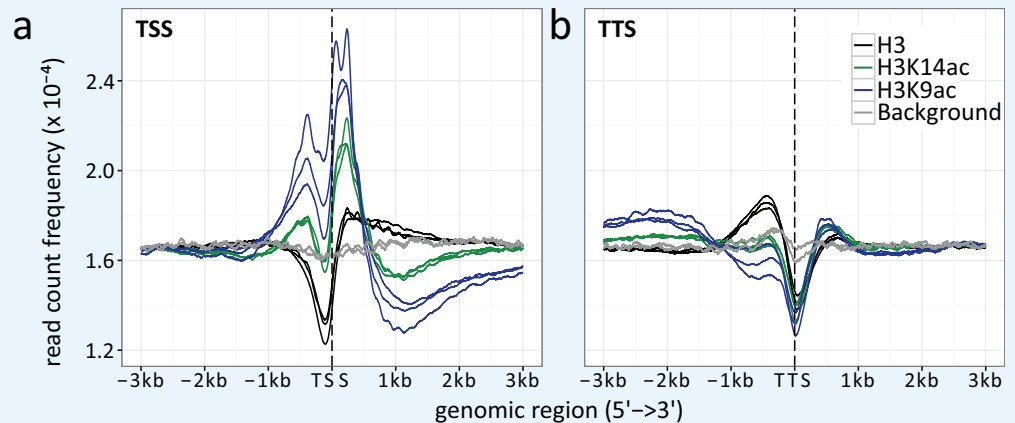 a
TSS
b
TTS
H3
H3K14ac
H3K9ac
Background
read count frequency (x 10⁻⁴)
2.4
2.0
1.6
1.2
−3kb −2kb −1kb TSS 1kb 2kb 3kb
−3kb −2kb −1kb TTS 1kb 2kb 3kb
genomic region (5'−>3')